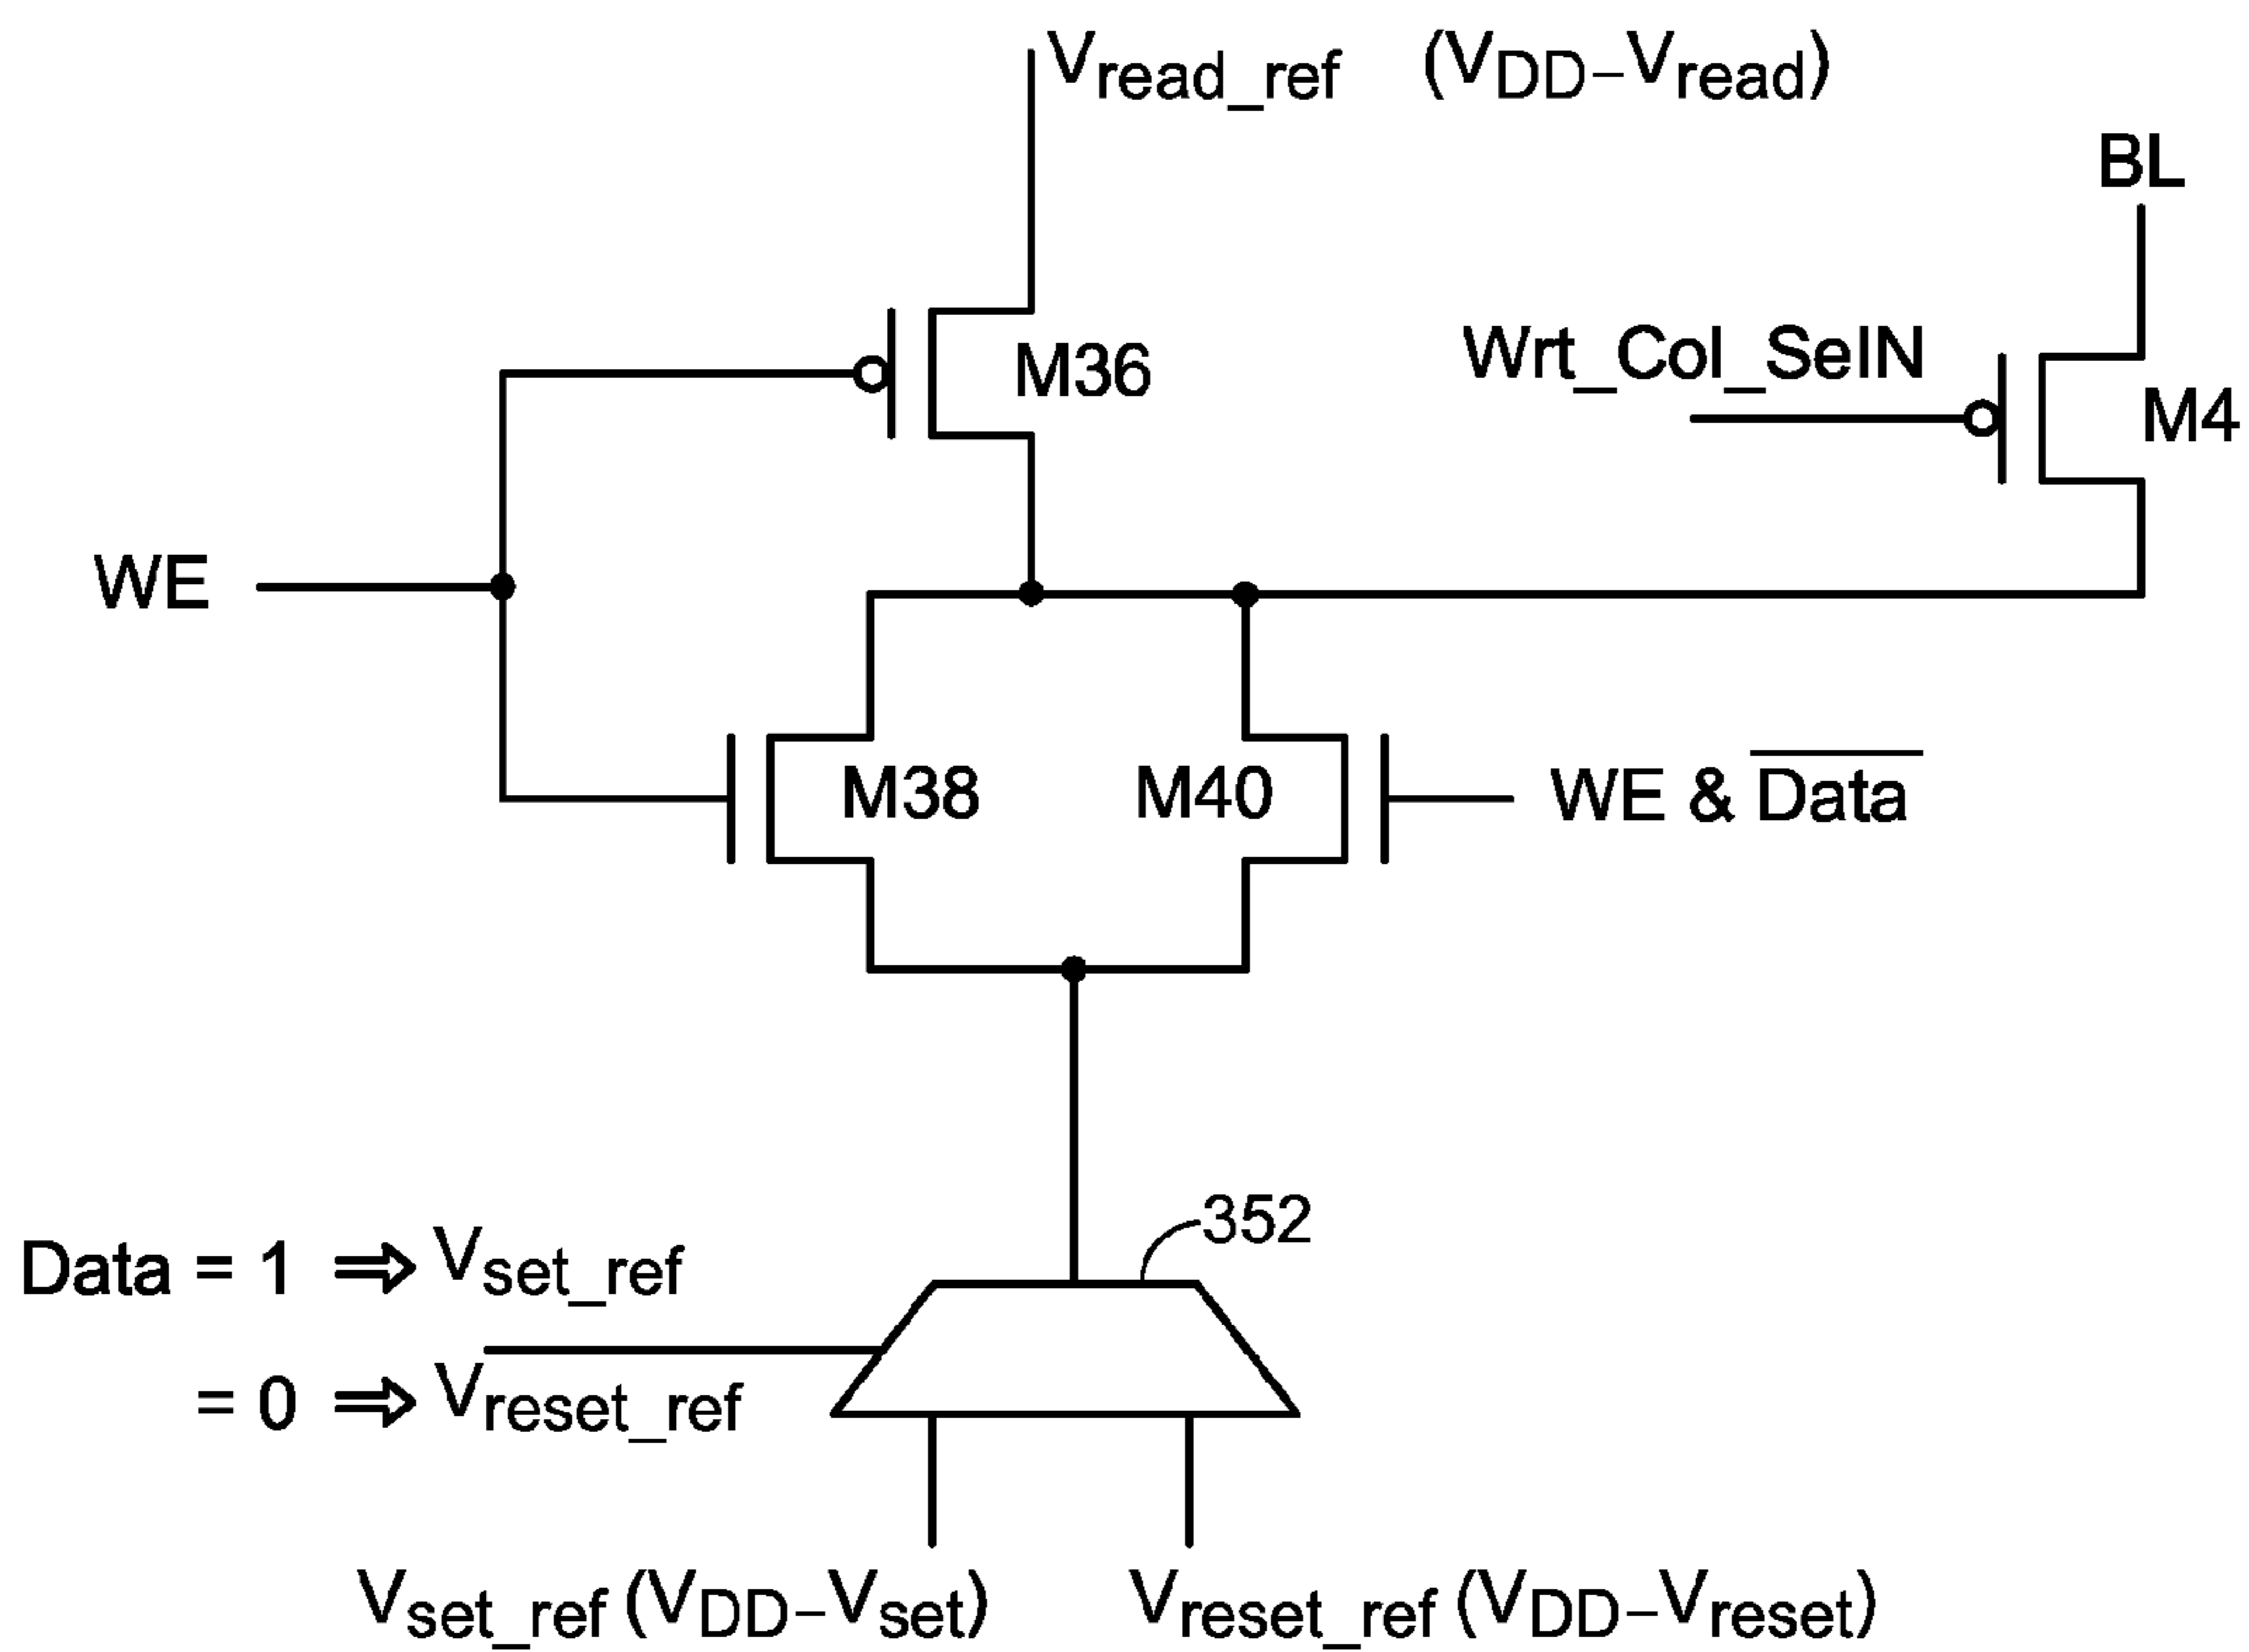 Vread_ref (VDD–Vread)
BL
Wrt_Col_SelN
M36
M4
WE
M38
M40
WE & D̅a̅t̅a̅
352
Data = 1 ⇒ Vset_ref
= 0 ⇒ Vreset_ref
Vset_ref (VDD–Vset)
Vreset_ref (VDD–Vreset)